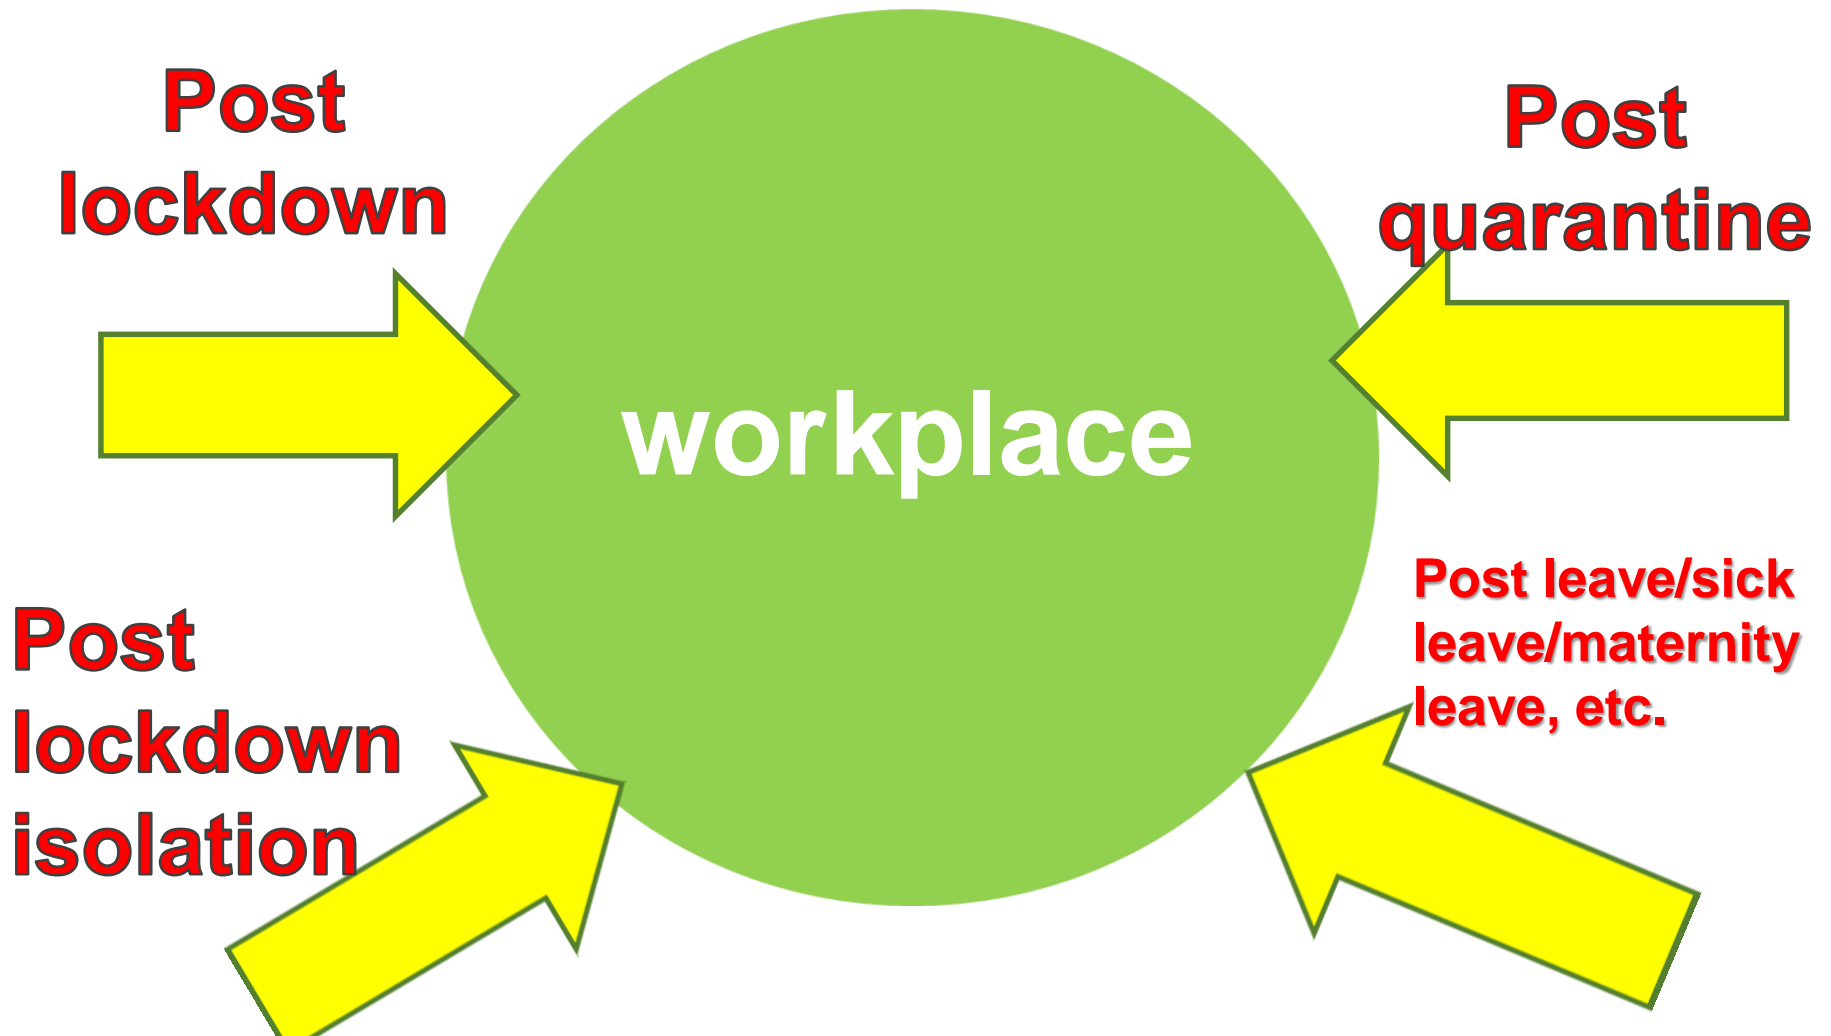 Post
lockdown
Post
quarantine
workplace
Post leave/sick
leave/maternity
leave, etc.
Post
lockdown
isolation